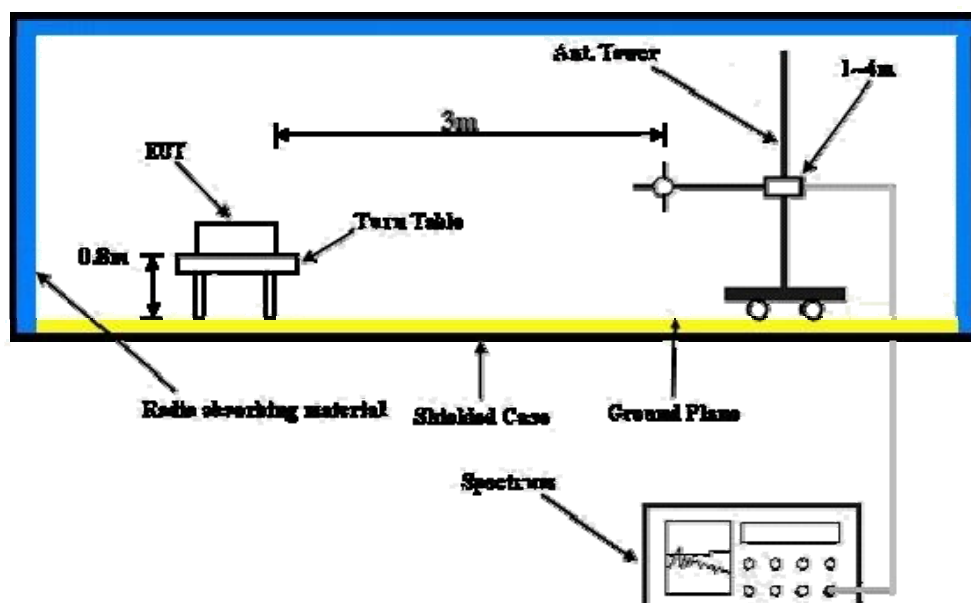 Ant. Tower
1~4m
3m
EUT
Turn Table
0.8m
Radio absorbing material
Shielded Case
Ground Plane
Spectrum